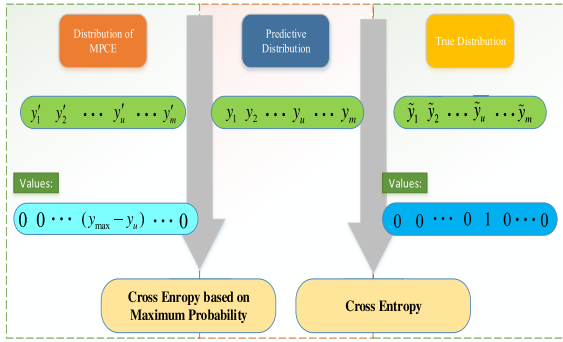 Distribution of
MPCE
Predictive
Distribution
True Distribution
y′₁ y′₂ ⋯ y′ᵤ ⋯ y′ₘ
y₁ y₂ ⋯ yᵤ ⋯ yₘ
ỹ₁ ỹ₂ ⋯ ỹᵤ ⋯ ỹₘ
Values:
Values:
0 0 ⋯ (y_max − yᵤ) ⋯ 0
0 0 ⋯ 0 1 0 ⋯ 0
Cross Enropy based on
Maximum Probability
Cross Entropy